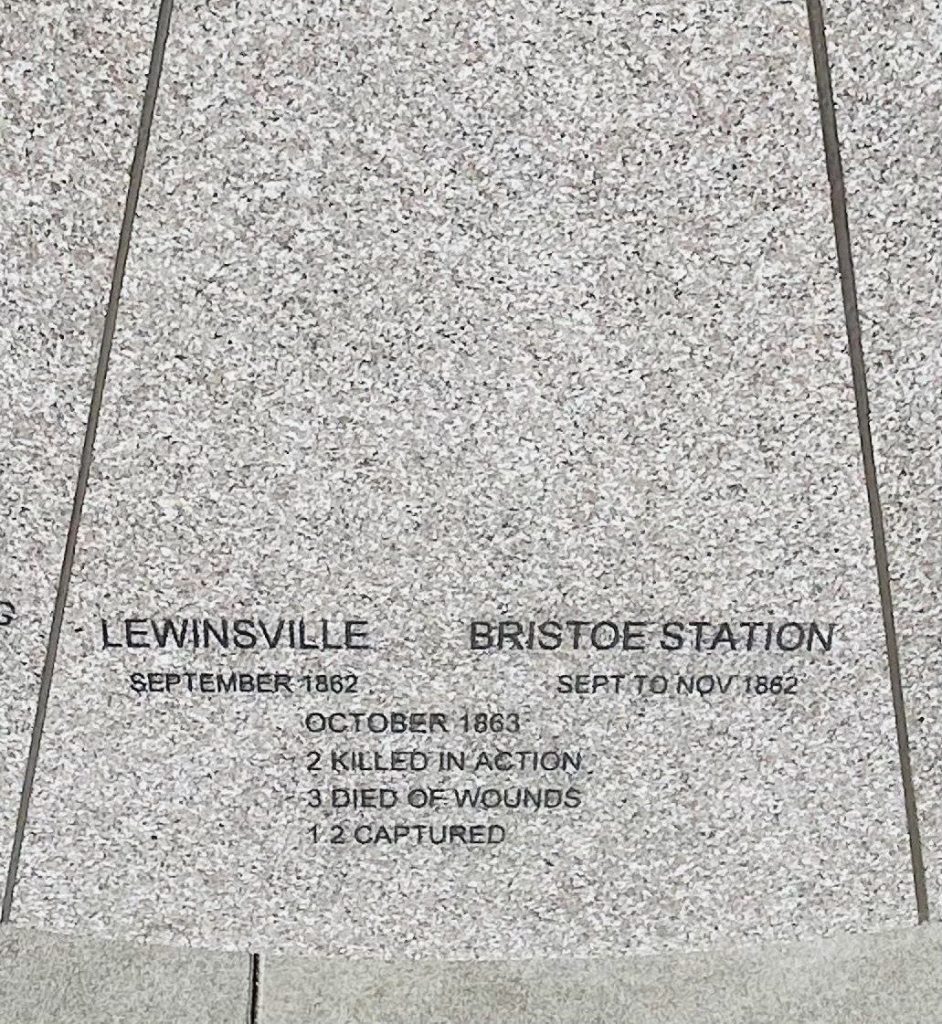 G
LEWINSVILLE BRISTOE STATION
SEPTEMBER 1862 SEPT TO NOV 1862
OCTOBER 1863
2 KILLED IN ACTION
3 DIED OF WOUNDS
1 2 CAPTURED